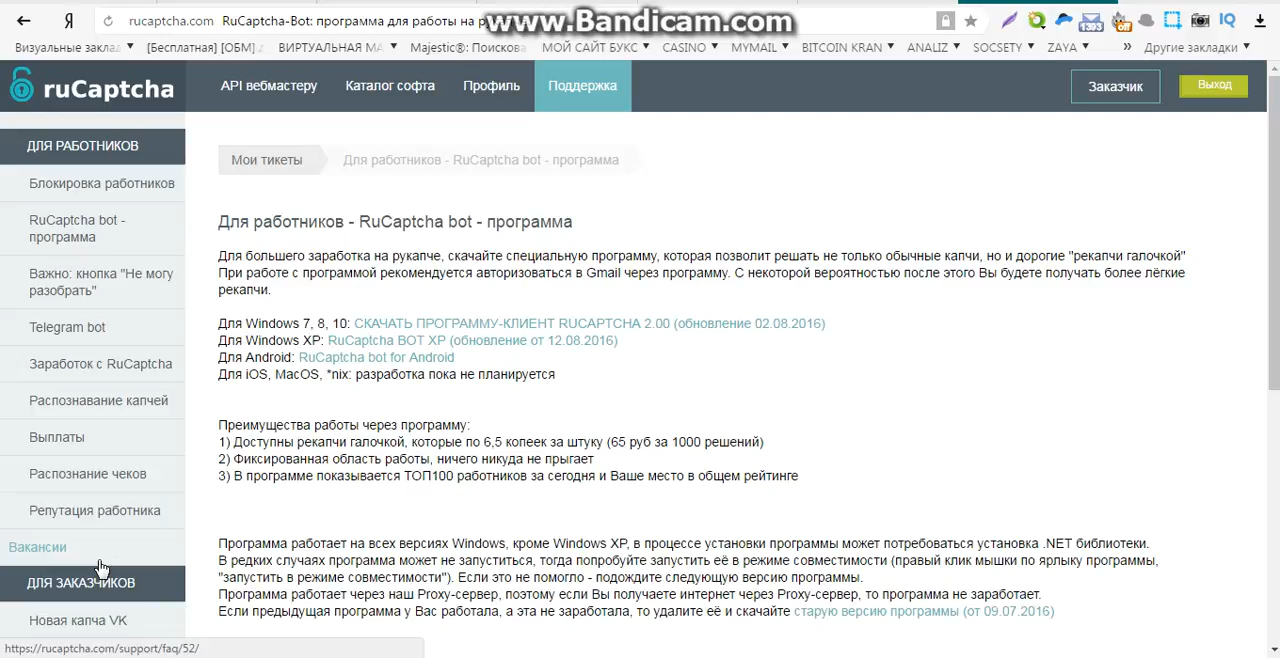 Я rucaptcha.com RuCaptcha-Bot: программа для работы на р
www.Bandicam.com
1393 off IQ
Визуальные заклад [Бесплатная] [ОБМ] ВИРТУАЛЬНАЯ МА Majestic®: Поискова МОЙ САЙТ БУКС CASINO MYMAIL BITCOIN KRAN ANALIZ SOCSETY ZAYA » Другие закладки
ruCaptcha API вебмастеру Каталог софта Профиль Поддержка Заказчик Выход
ДЛЯ РАБОТНИКОВ
Блокировка работников
RuCaptcha bot -
программа
Важно: кнопка "Не могу
разобрать"
Telegram bot
Заработок с RuCaptcha
Распознавание капчей
Выплаты
Распознание чеков
Репутация работника
Вакансии
ДЛЯ ЗАКАЗЧИКОВ
Новая капча VK
Мои тикеты Для работников - RuCaptcha bot - программа
Для работников - RuCaptcha bot - программа
Для большего заработка на рукапче, скачайте специальную программу, которая позволит решать не только обычные капчи, но и дорогие "рекапчи галочкой"
При работе с программой рекомендуется авторизоваться в Gmail через программу. С некоторой вероятностью после этого Вы будете получать более лёгкие
рекапчи.
Для Windows 7, 8, 10: СКАЧАТЬ ПРОГРАММУ-КЛИЕНТ RUCAPTCHA 2.00 (обновление 02.08.2016)
Для Windows XP: RuCaptcha BOT XP (обновление от 12.08.2016)
Для Android: RuCaptcha bot for Android
Для iOS, MacOS, *nix: разработка пока не планируется
Преимущества работы через программу:
1) Доступны рекапчи галочкой, которые по 6,5 копеек за штуку (65 руб за 1000 решений)
2) Фиксированная область работы, ничего никуда не прыгает
3) В программе показывается ТОП100 работников за сегодня и Ваше место в общем рейтинге
Программа работает на всех версиях Windows, кроме Windows XP, в процессе установки программы может потребоваться установка .NET библиотеки.
В редких случаях программа может не запуститься, тогда попробуйте запустить её в режиме совместимости (правый клик мышки по ярлыку программы,
"запустить в режиме совместимости"). Если это не помогло - подождите следующую версию программы.
Программа работает через наш Proxy-сервер, поэтому если Вы получаете интернет через Proxy-сервер, то программа не заработает.
Если предыдущая программа у Вас работала, а эта не заработала, то удалите её и скачайте старую версию программы (от 09.07.2016)
https://rucaptcha.com/support/faq/52/